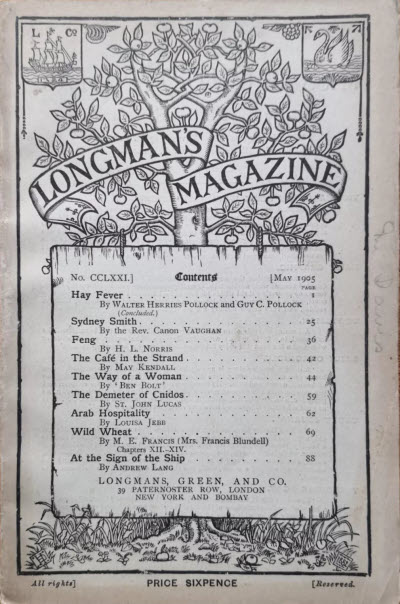 L Co
LONGMAN'S
MAGAZINE
No. CCLXXI.] Contents [MAY 1905
PAGE
Hay Fever . . . . . . . . . . . . . . 1
By WALTER HERRIES POLLOCK and GUY C. POLLOCK
(Concluded.)
Sydney Smith . . . . . . . . . . . . . 25
By the Rev. Canon VAUGHAN
Feng . . . . . . . . . . . . . . . . 36
By H. L. NORRIS
The Café in the Strand . . . . . . . . . 42
By MAY KENDALL
The Way of a Woman . . . . . . . . . . 44
By 'BEN BOLT'
The Demeter of Cnidos . . . . . . . . . 59
By ST. JOHN LUCAS
Arab Hospitality . . . . . . . . . . . 62
By LOUISA JEBB
Wild Wheat . . . . . . . . . . . . . 69
By M. E. FRANCIS (Mrs. Francis Blundell)
Chapters XII.-XIV.
At the Sign of the Ship . . . . . . . . . 88
By ANDREW LANG
LONGMANS, GREEN, AND CO.
39 PATERNOSTER ROW, LONDON
NEW YORK AND BOMBAY
All rights] PRICE SIXPENCE [Reserved.